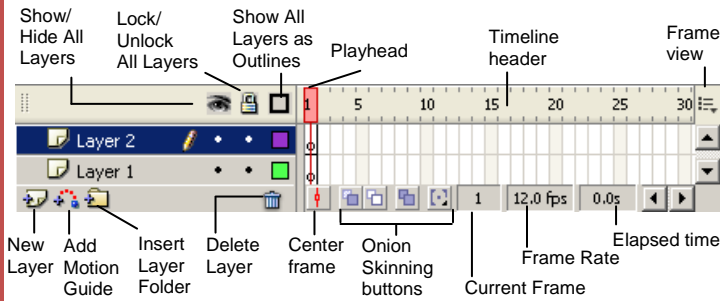 Show/
Hide All
Layers
Lock/
Unlock
All Layers
Show All
Layers as
Outlines
Playhead
Timeline
header
Frame
view
1 5 10 15 20 25 30
Layer 2
Layer 1
1 12.0 fps 0.0s
New
Layer
Add
Motion
Guide
Insert
Layer
Folder
Delete
Layer
Center
frame
Onion
Skinning
buttons
Current Frame
Frame Rate
Elapsed time